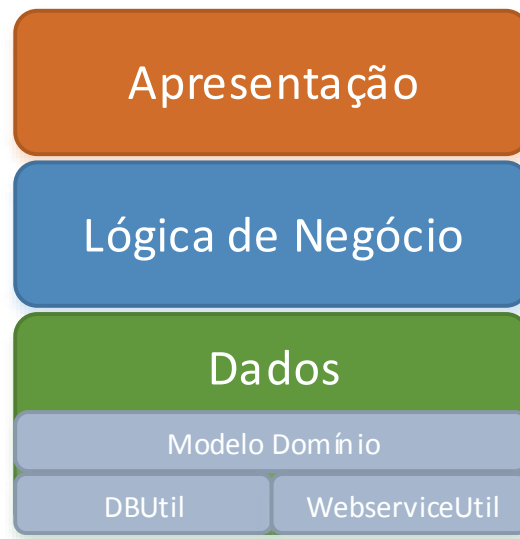 Apresentação
Lógica de Negócio
Dados
Modelo Domínio
DBUtil
WebserviceUtil